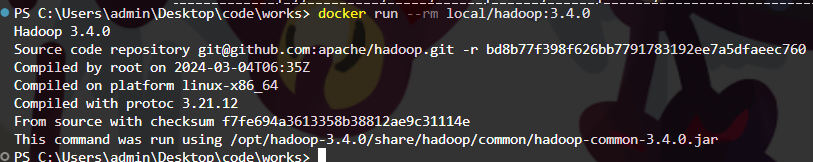 PS C:\Users\admin\Desktop\code\works> docker run --rm local/hadoop:3.4.0
Hadoop 3.4.0
Source code repository git@github.com:apache/hadoop.git -r bd8b77f398f626bb7791783192ee7a5dfaeec760
Compiled by root on 2024-03-04T06:35Z
Compiled on platform linux-x86_64
Compiled with protoc 3.21.12
From source with checksum f7fe694a3613358b38812ae9c31114e
This command was run using /opt/hadoop-3.4.0/share/hadoop/common/hadoop-common-3.4.0.jar
PS C:\Users\admin\Desktop\code\works>